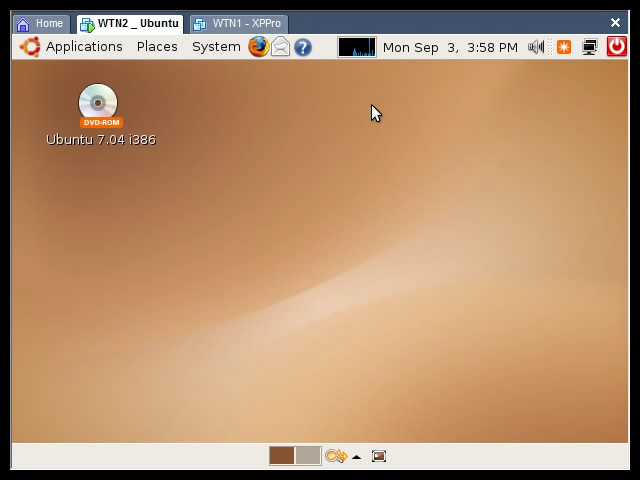 Home WTN2 _ Ubuntu WTN1 - XPPro
Applications Places System Mon Sep 3, 3:58 PM
DVD-ROM
Ubuntu 7.04 i386